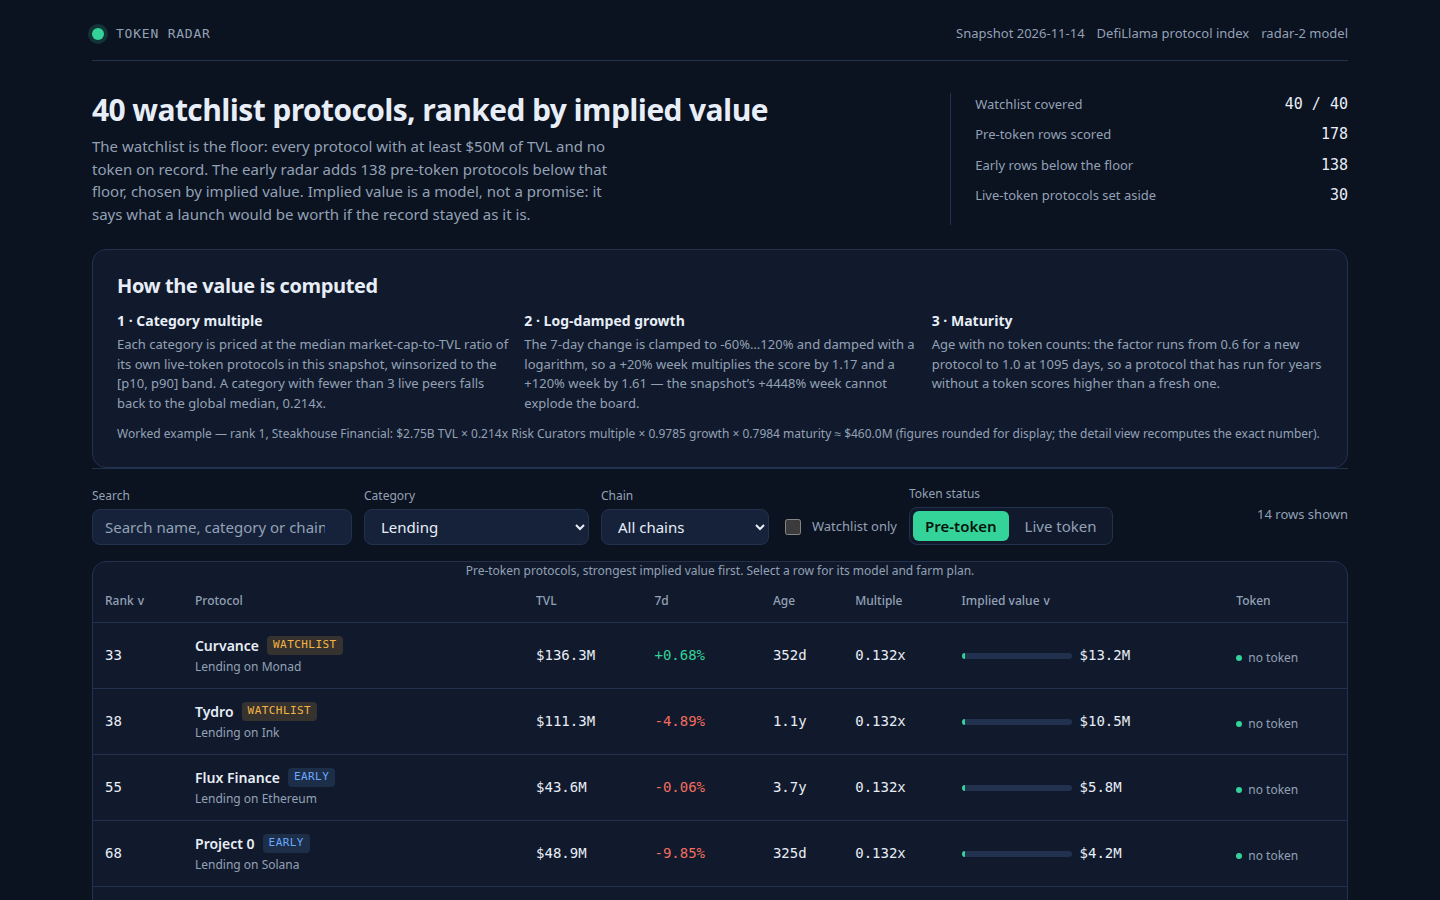 TOKEN RADAR
Snapshot 2026-11-14 DefiLlama protocol index radar-2 model
40 watchlist protocols, ranked by implied value
The watchlist is the floor: every protocol with at least $50M of TVL and no
token on record. The early radar adds 138 pre-token protocols below that
floor, chosen by implied value. Implied value is a model, not a promise: it
says what a launch would be worth if the record stayed as it is.
Watchlist covered 40 / 40
Pre-token rows scored 178
Early rows below the floor 138
Live-token protocols set aside 30
How the value is computed
1 · Category multiple
Each category is priced at the median market-cap-to-TVL ratio of
its own live-token protocols in this snapshot, winsorized to the
[p10, p90] band. A category with fewer than 3 live peers falls
back to the global median, 0.214x.
2 · Log-damped growth
The 7-day change is clamped to -60%...120% and damped with a
logarithm, so a +20% week multiplies the score by 1.17 and a
+120% week by 1.61 — the snapshot's +4448% week cannot
explode the board.
3 · Maturity
Age with no token counts: the factor runs from 0.6 for a new
protocol to 1.0 at 1095 days, so a protocol that has run for years
without a token scores higher than a fresh one.
Worked example — rank 1, Steakhouse Financial: $2.75B TVL × 0.214x Risk Curators multiple × 0.9785 growth × 0.7984 maturity ≈ $460.0M (figures rounded for display; the detail view recomputes the exact number).
Search
Search name, category or chain
Category
Lending
Chain
All chains
Watchlist only
Token status
Pre-token Live token
14 rows shown
Pre-token protocols, strongest implied value first. Select a row for its model and farm plan.
Rank v Protocol TVL 7d Age Multiple Implied value v Token
33 Curvance WATCHLIST $136.3M +0.68% 352d 0.132x $13.2M no token
Lending on Monad
38 Tydro WATCHLIST $111.3M -4.89% 1.1y 0.132x $10.5M no token
Lending on Ink
55 Flux Finance EARLY $43.6M -0.06% 3.7y 0.132x $5.8M no token
Lending on Ethereum
68 Project 0 EARLY $48.9M -9.85% 325d 0.132x $4.2M no token
Lending on Solana